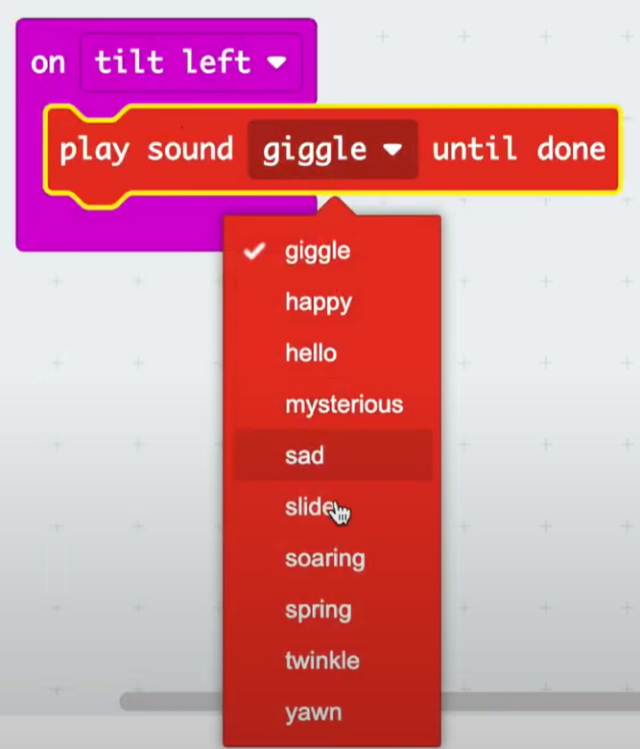 on tilt left
play sound giggle until done
giggle
happy
hello
mysterious
sad
slide
soaring
spring
twinkle
yawn